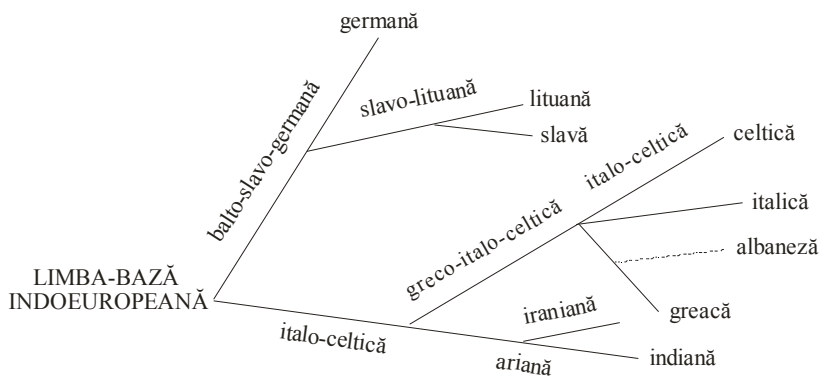 germană
balto-slavo-germană
slavo-lituană
lituană
slavă
italo-celtică
celtică
italică
greco-italo-celtică
albaneză
LIMBA-BAZĂ
INDOEUROPEANĂ
greacă
iraniană
italo-celtică
ariană
indiană